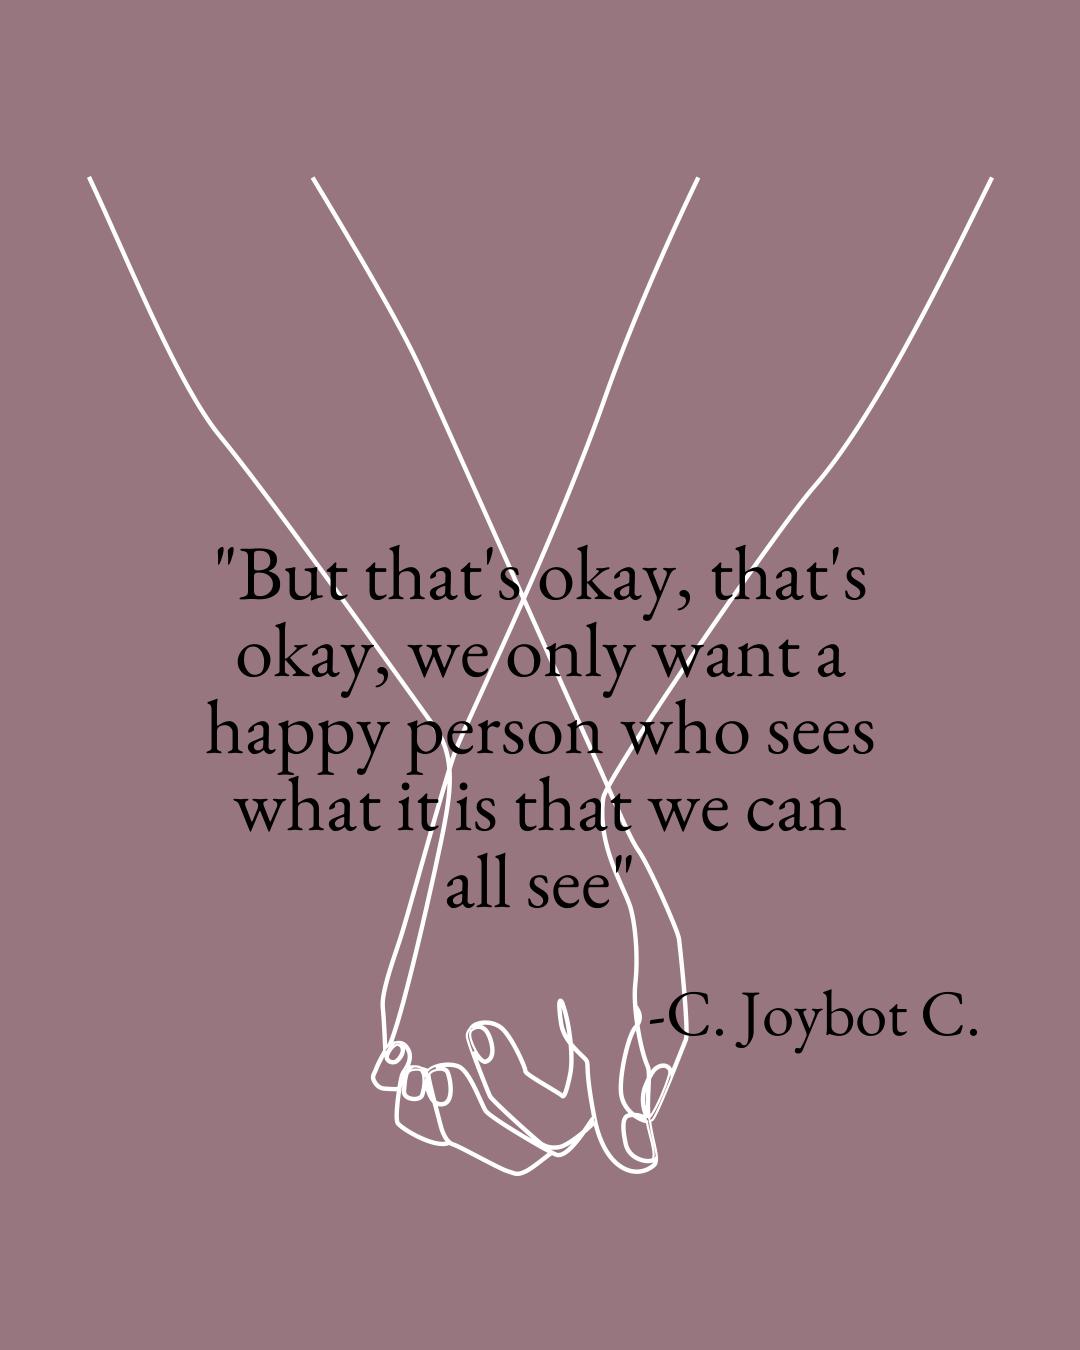 "But that's okay, that's
okay, we only want a
happy person who sees
what it is that we can
all see"
-C. Joybot C.